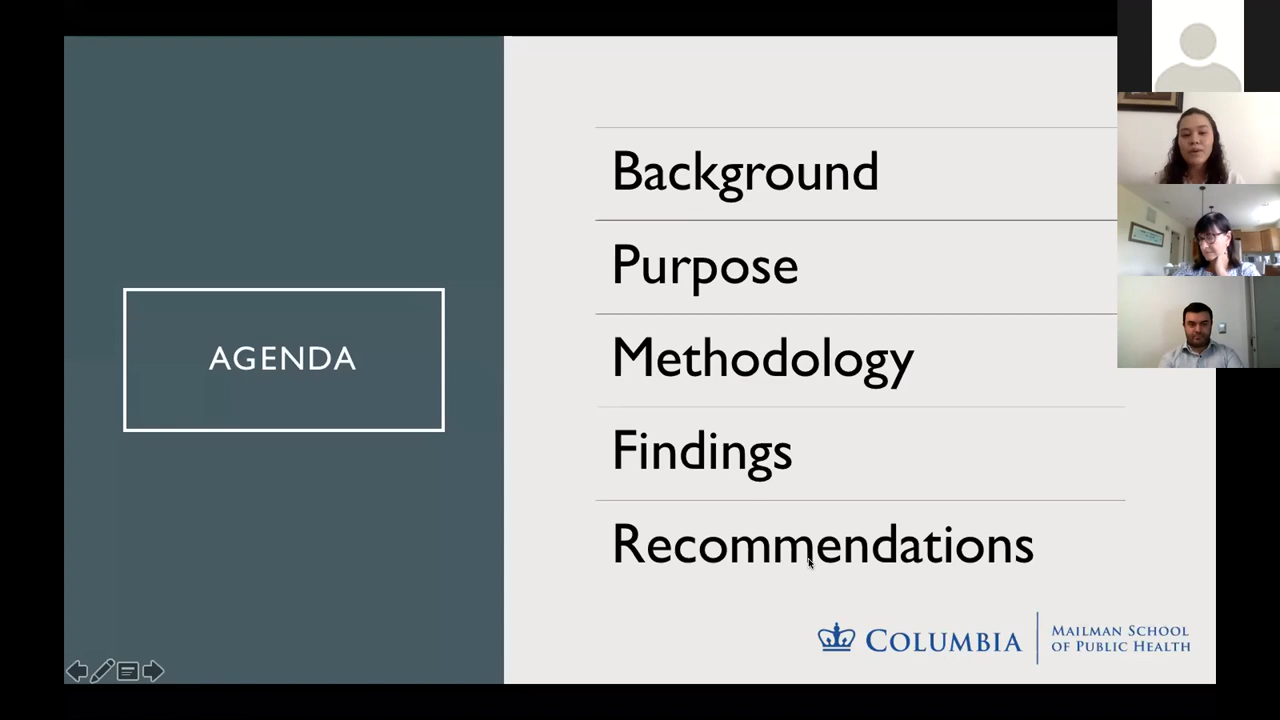 AGENDA
Background
Purpose
Methodology
Findings
Recommendations
COLUMBIA
MAILMAN SCHOOL
OF PUBLIC HEALTH